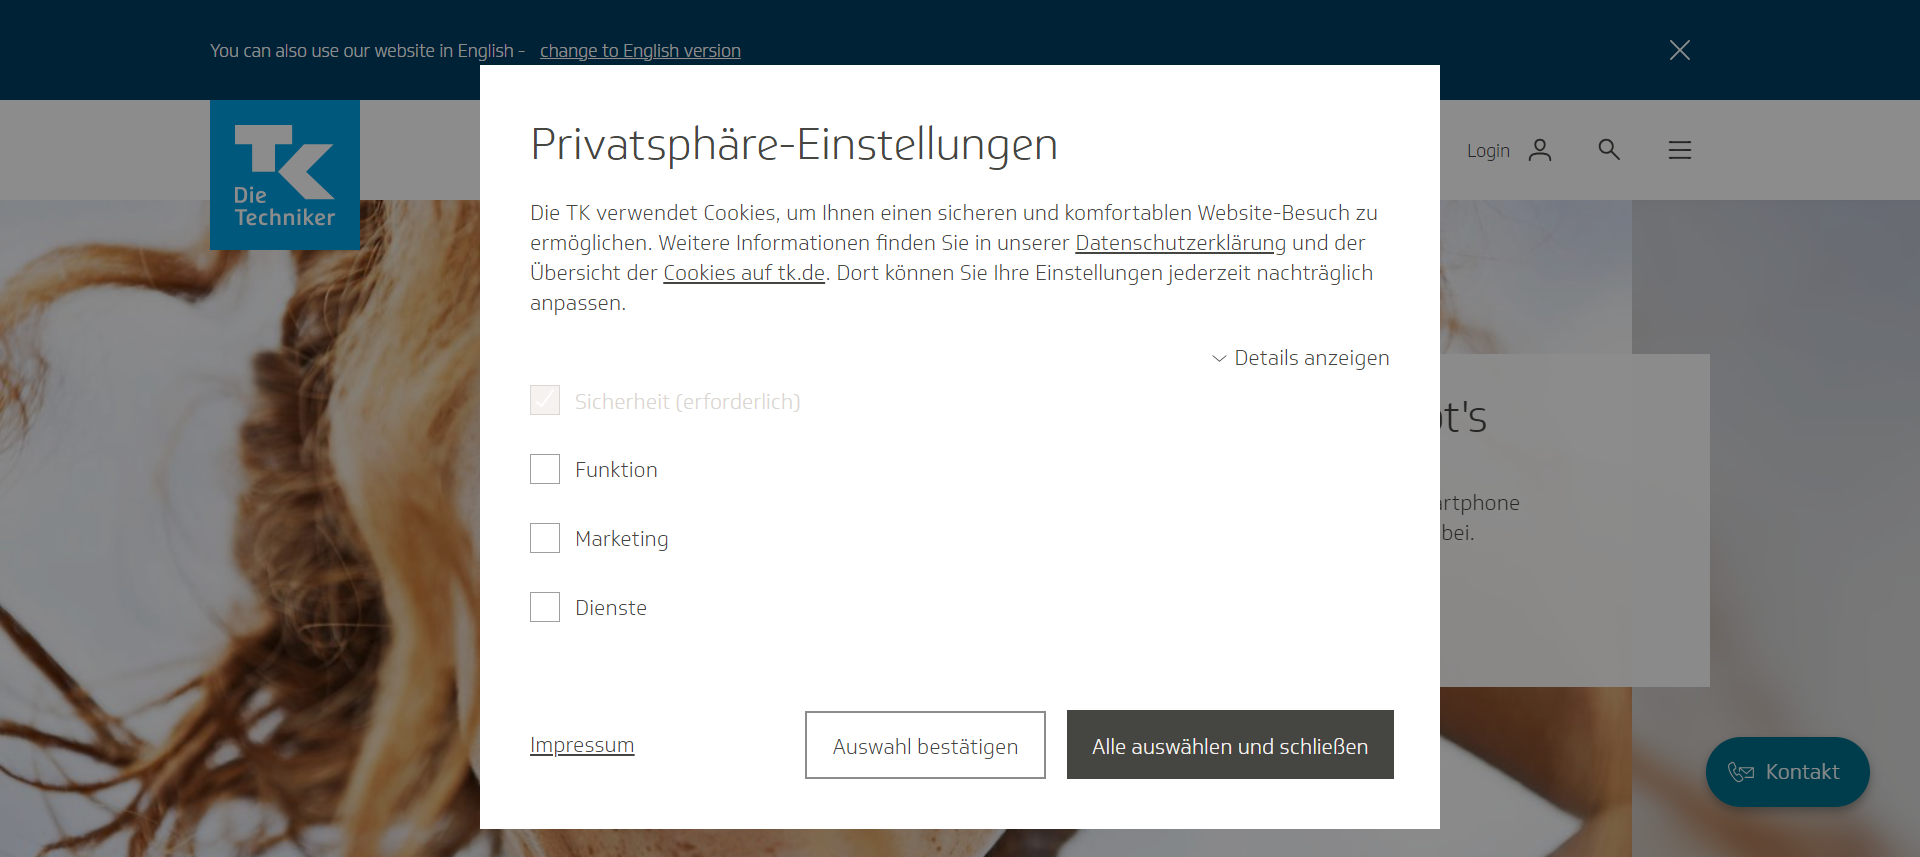 You can also use our website in English - change to English version
TK
Die
Techniker
Login
Privatsphäre-Einstellungen
Die TK verwendet Cookies, um Ihnen einen sicheren und komfortablen Website-Besuch zu
ermöglichen. Weitere Informationen finden Sie in unserer Datenschutzerklärung und der
Übersicht der Cookies auf tk.de. Dort können Sie Ihre Einstellungen jederzeit nachträglich
anpassen.
Details anzeigen
Sicherheit (erforderlich)
Funktion
Marketing
Dienste
Impressum
Auswahl bestätigen
Alle auswählen und schließen
bei.
Kontakt